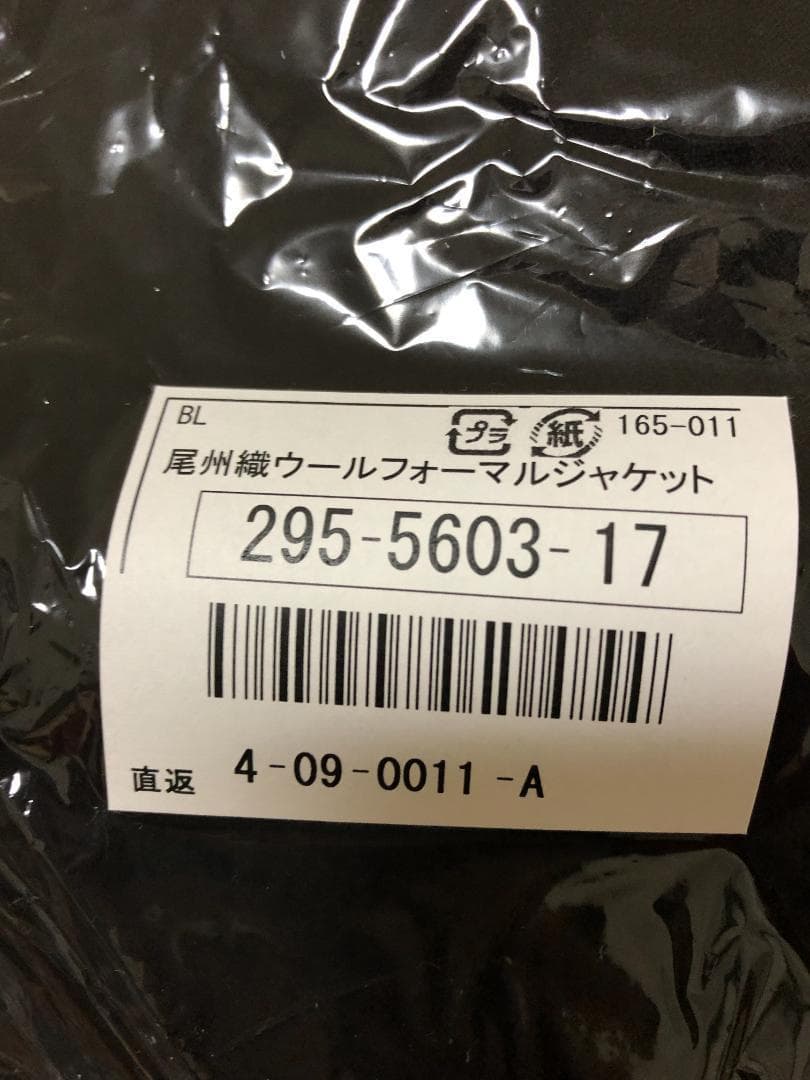 BL プラ 紙 165-011
尾州織ウールフォーマルジャケット
295-5603-17
直返 4-09-0011-A